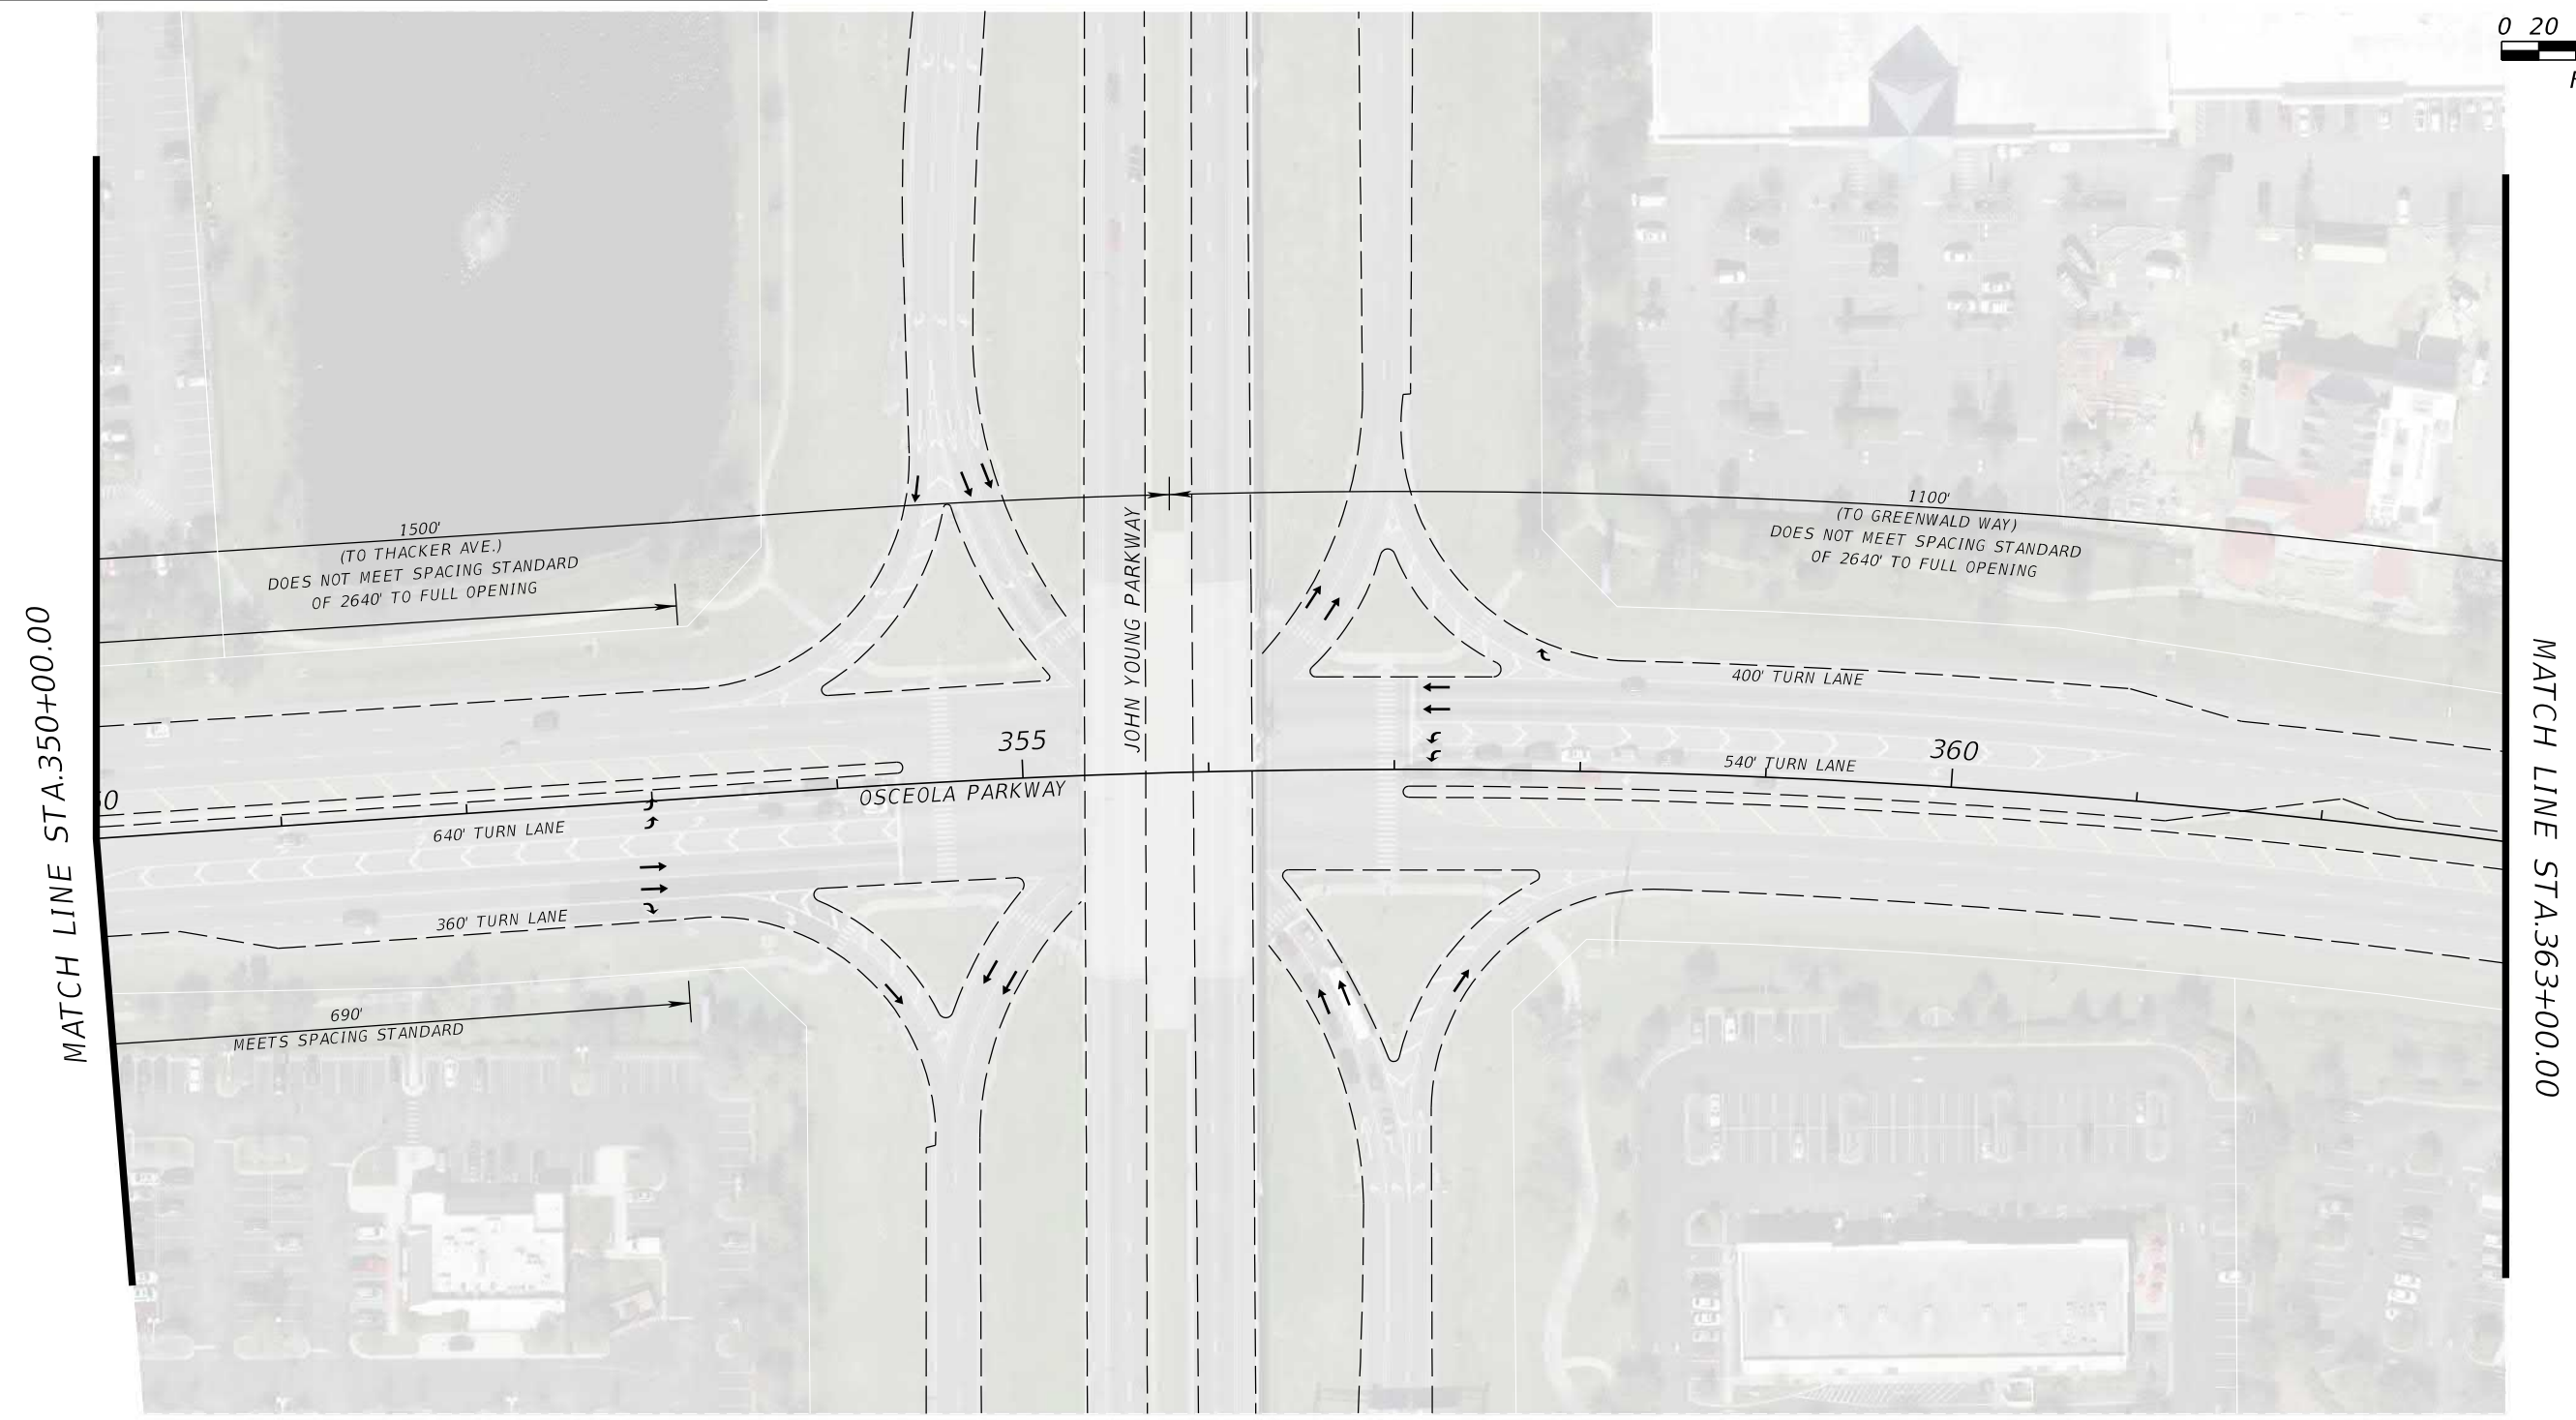 0 20
MATCH LINE STA.350+00.00
1500'
(TO THACKER AVE.)
DOES NOT MEET SPACING STANDARD
OF 2640' TO FULL OPENING
1100'
(TO GREENWALD WAY)
DOES NOT MEET SPACING STANDARD
OF 2640' TO FULL OPENING
JOHN YOUNG PARKWAY
400' TURN LANE
355
360
540' TURN LANE
OSCEOLA PARKWAY
640' TURN LANE
360' TURN LANE
690'
MEETS SPACING STANDARD
MATCH LINE STA.363+00.00